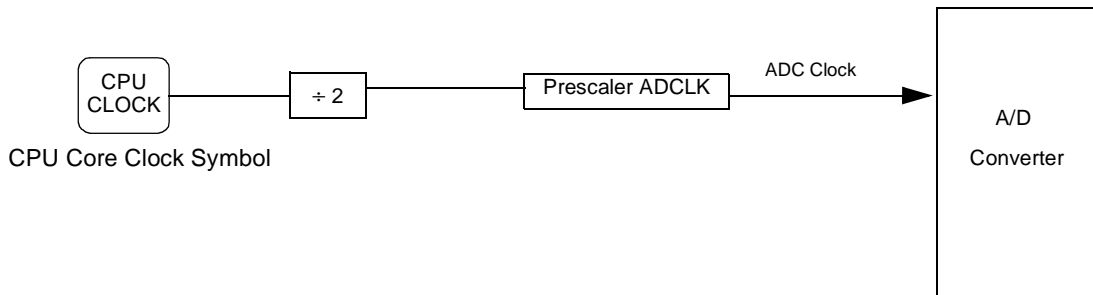 CPU
CLOCK
CPU Core Clock Symbol
÷ 2
Prescaler ADCLK
ADC Clock
A/D
Converter